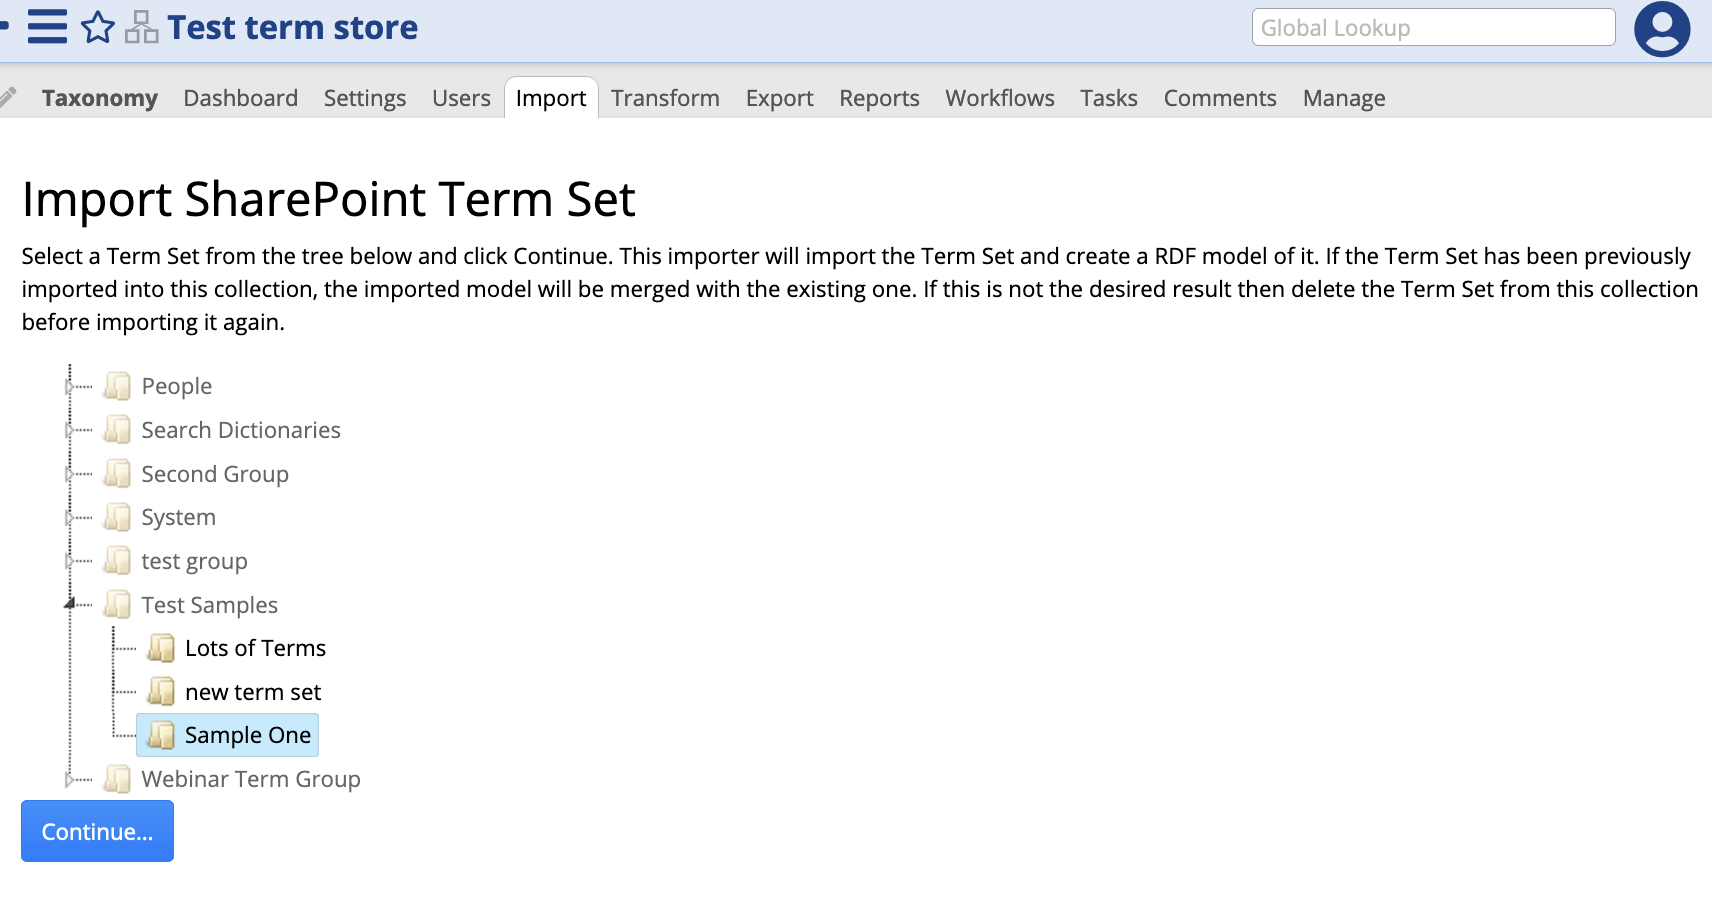 Test term store
Global Lookup
Taxonomy Dashboard Settings Users Import Transform Export Reports Workflows Tasks Comments Manage
Import SharePoint Term Set
Select a Term Set from the tree below and click Continue. This importer will import the Term Set and create a RDF model of it. If the Term Set has been previously
imported into this collection, the imported model will be merged with the existing one. If this is not the desired result then delete the Term Set from this collection
before importing it again.
People
Search Dictionaries
Second Group
System
test group
Test Samples
Lots of Terms
new term set
Sample One
Webinar Term Group
Continue...